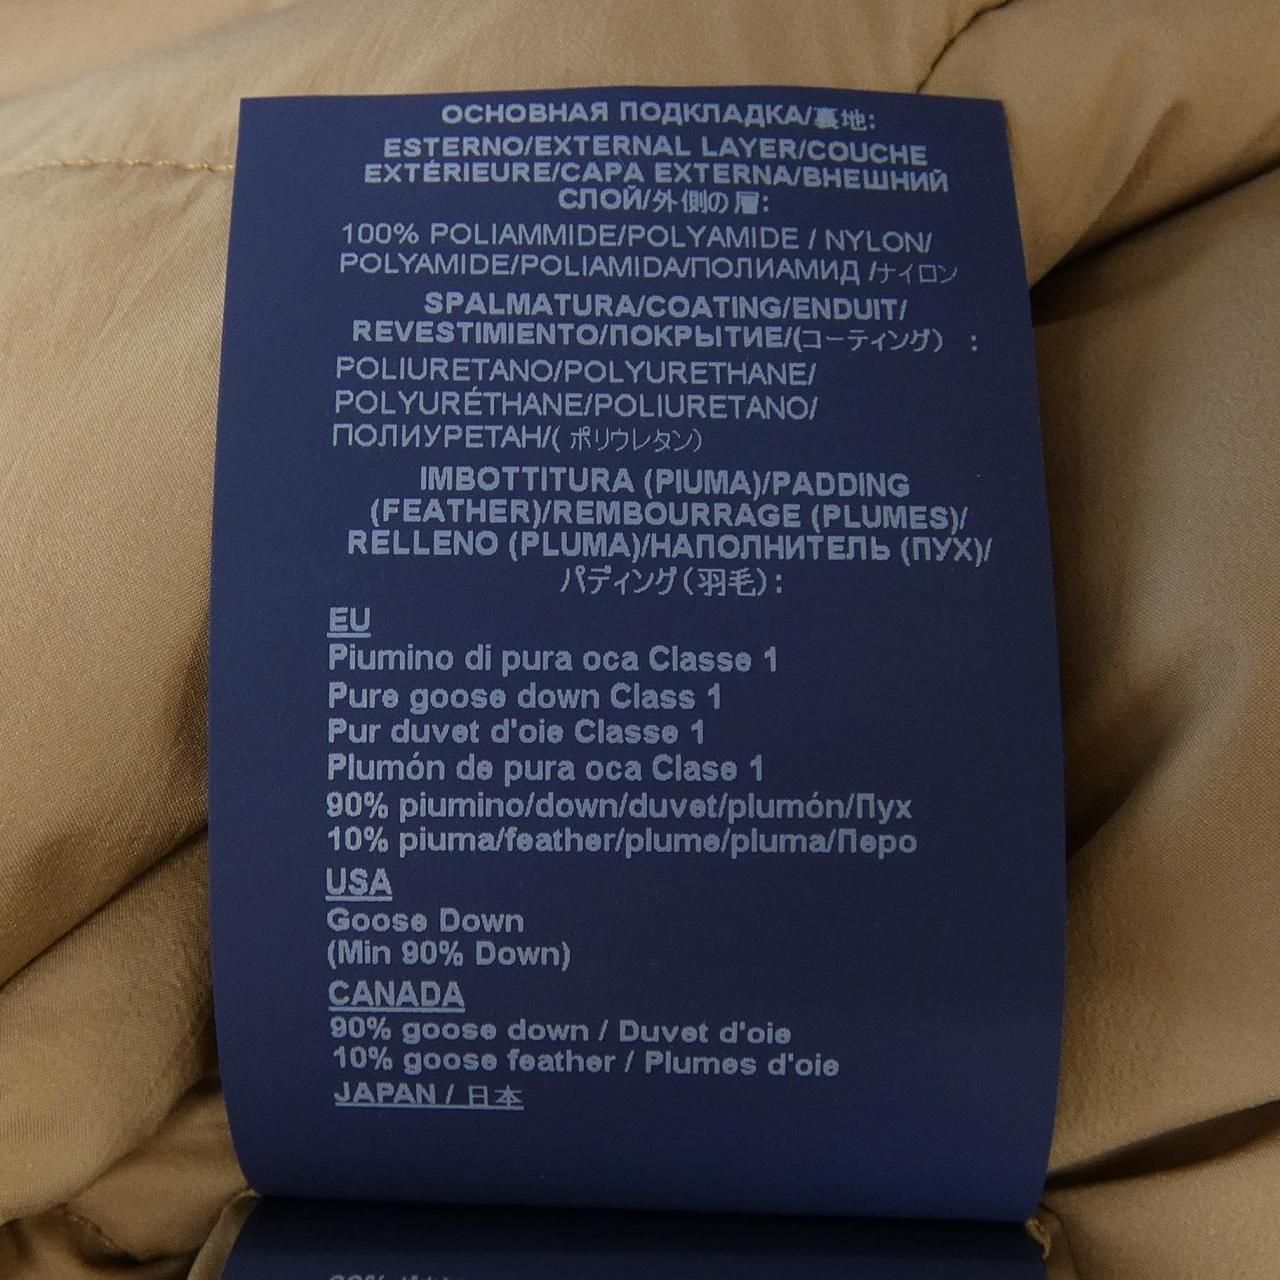 ОСНОВНАЯ ПОДКЛАДКА/裏地:
ESTERNO/EXTERNAL LAYER/COUCHE
EXTÉRIEURE/CAPA EXTERNA/ВНЕШНИЙ
СЛОЙ/外側の層:
100% POLIAMMIDE/POLYAMIDE / NYLON/
POLYAMIDE/POLIAMIDA/ПОЛИАМИД /ナイロン
SPALMATURA/COATING/ENDUIT/
REVESTIMIENTO/ПОКРЫТИЕ/(コーティング) :
POLIURETANO/POLYURETHANE/
POLYURÉTHANE/POLIURETANO/
ПОЛИУРЕТАН/( ポリウレタン)
IMBOTTITURA (PIUMA)/PADDING
(FEATHER)/REMBOURRAGE (PLUMES)/
RELLENO (PLUMA)/НАПОЛНИТЕЛЬ (ПУХ)/
パディング(羽毛):
EU
Piumino di pura oca Classe 1
Pure goose down Class 1
Pur duvet d'oie Classe 1
Plumón de pura oca Clase 1
90% piumino/down/duvet/plumón/Пух
10% piuma/feather/plume/pluma/Перо
USA
Goose Down
(Min 90% Down)
CANADA
90% goose down / Duvet d'oie
10% goose feather / Plumes d'oie
JAPAN / 日本